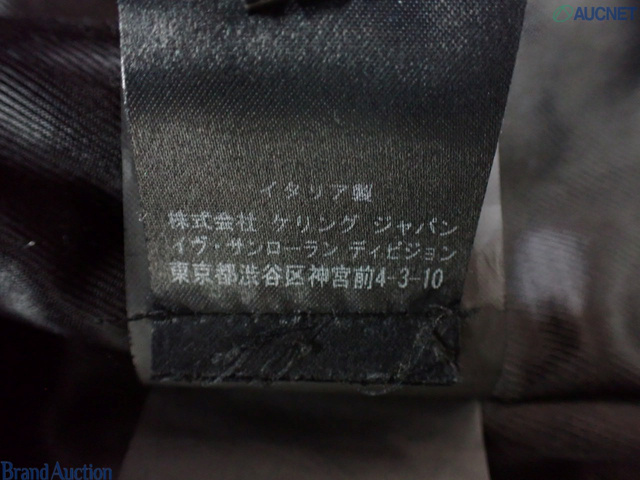 AUCNET
イタリア製
株式会社 ケリング ジャパン
イヴ・サンローラン ディビジョン
東京都渋谷区神宮前4-3-10
Brand Auction